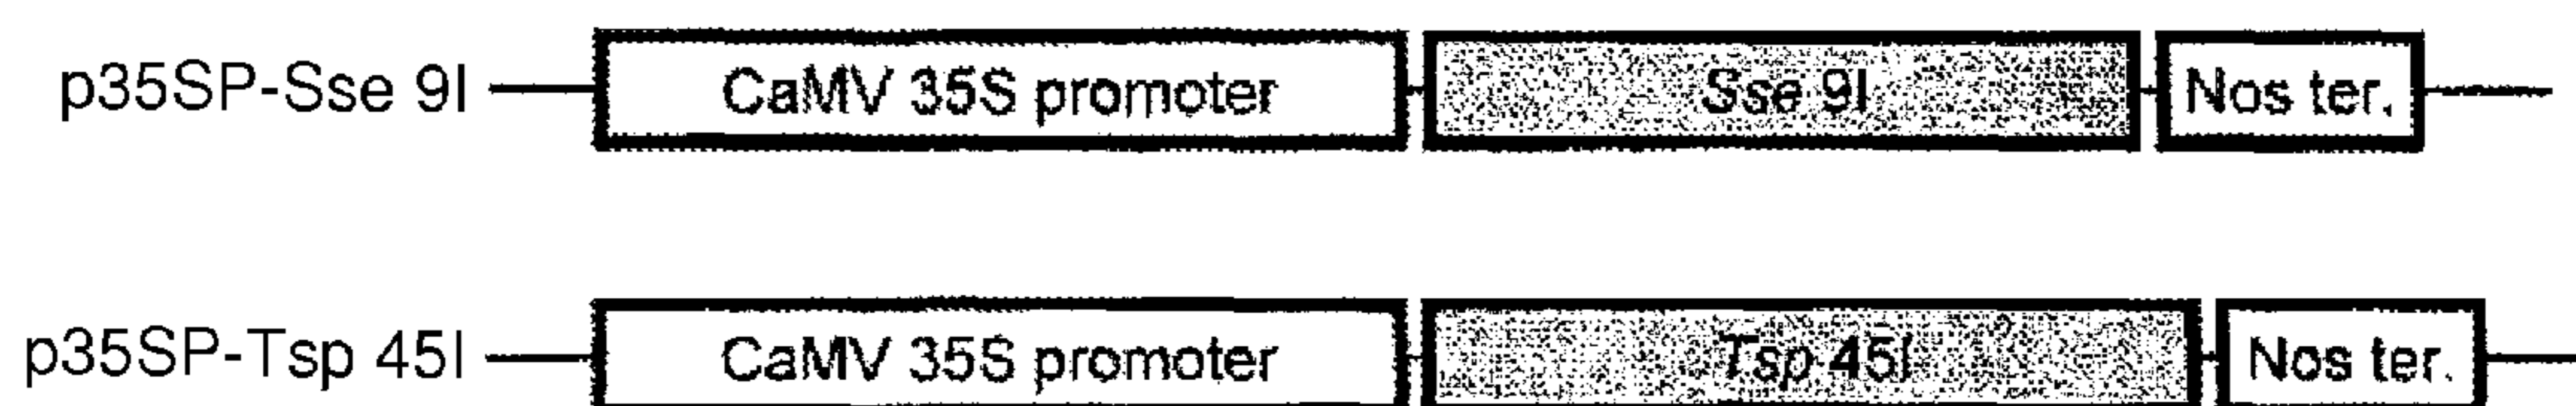 p35SP-Sse 9I CaMV 35S promoter Sse 9I Nos ter.
p35SP-Tsp 45I CaMV 35S promoter Tsp 45I Nos ter.